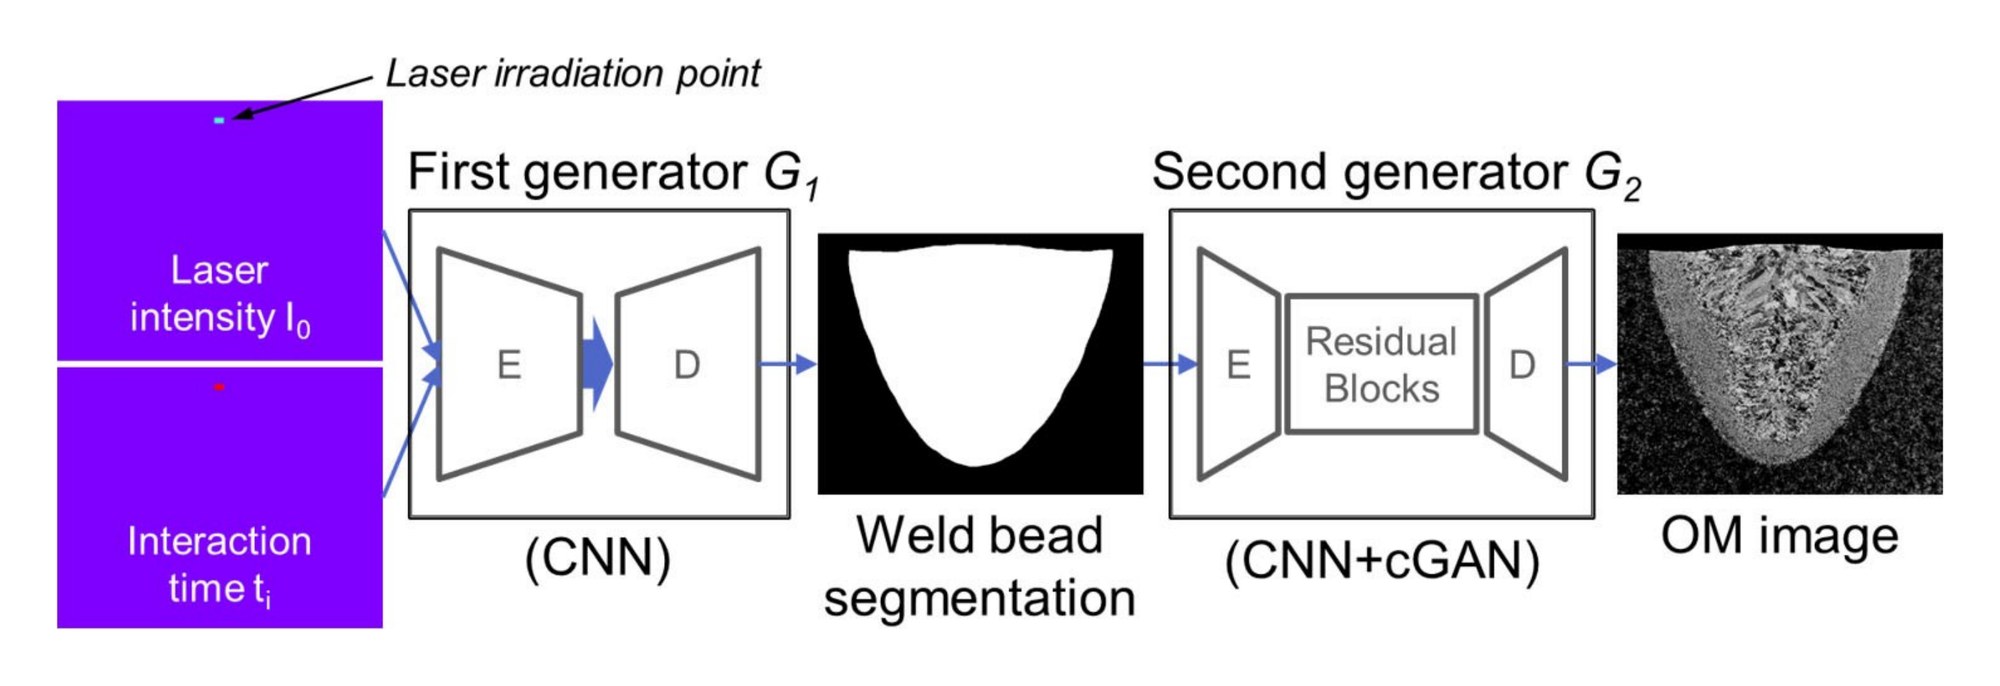 Laser irradiation point
Laser
intensity I0
Interaction
time ti
First generator G1
E
D
(CNN)
Weld bead
segmentation
Second generator G2
E
Residual
Blocks
D
(CNN+cGAN)
OM image